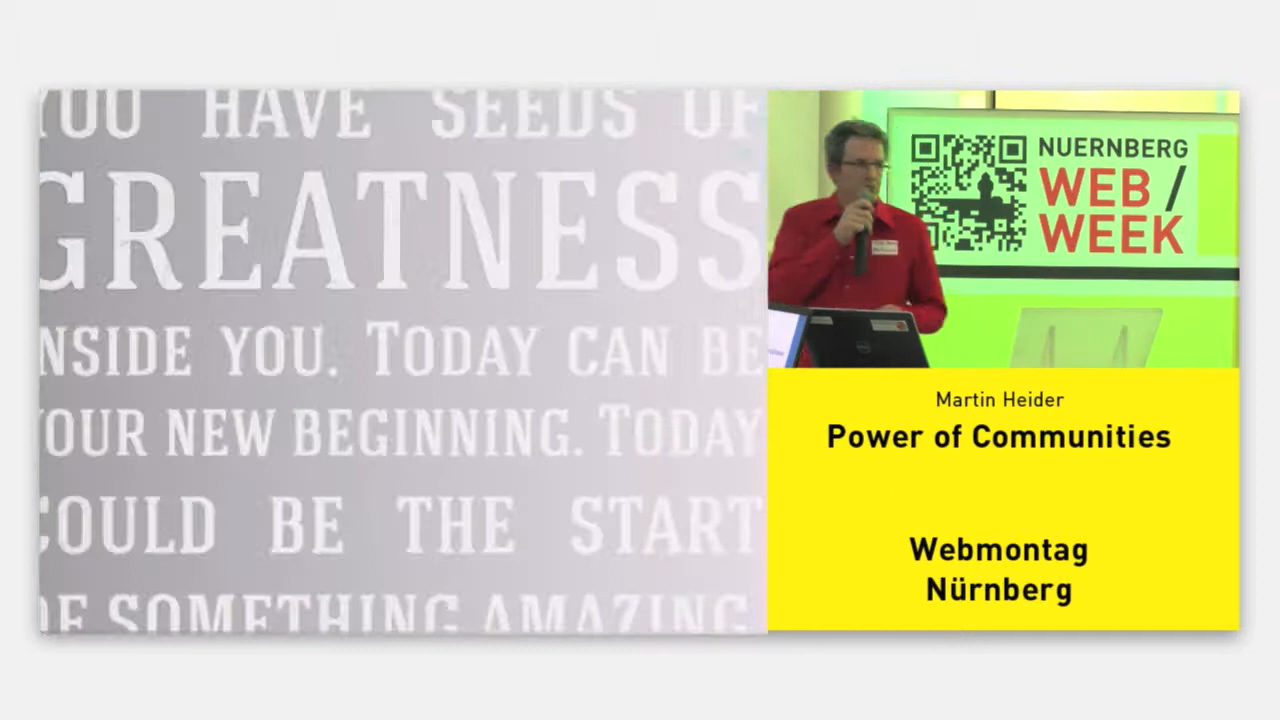 YOU HAVE SEEDS OF
GREATNESS
INSIDE YOU. TODAY CAN BE
YOUR NEW BEGINNING. TODAY
COULD BE THE START
OF SOMETHING AMAZING
NUERNBERG
WEB /
WEEK
Martin Heider
Power of Communities
Webmontag
Nürnberg